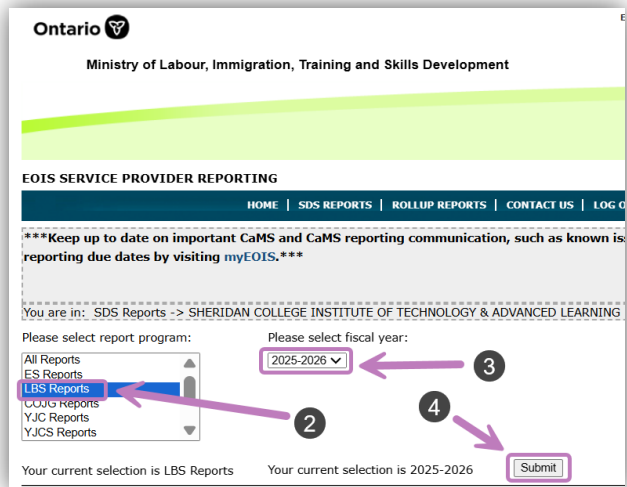 Ontario
Ministry of Labour, Immigration, Training and Skills Development
EOIS SERVICE PROVIDER REPORTING
HOME | SDS REPORTS | ROLLUP REPORTS | CONTACT US | LOG
***Keep up to date on important CaMS and CaMS reporting communication, such as known
reporting due dates by visiting myEOIS.***
You are in: SDS Reports -> SHERIDAN COLLEGE INSTITUTE OF TECHNOLOGY & ADVANCED LEARNING
Please select report program: Please select fiscal year:
All Reports 2025-2026
ES Reports 3
LBS Reports
COJG Reports 4
YJC Reports 2
YJCS Reports
Your current selection is LBS Reports Your current selection is 2025-2026 Submit